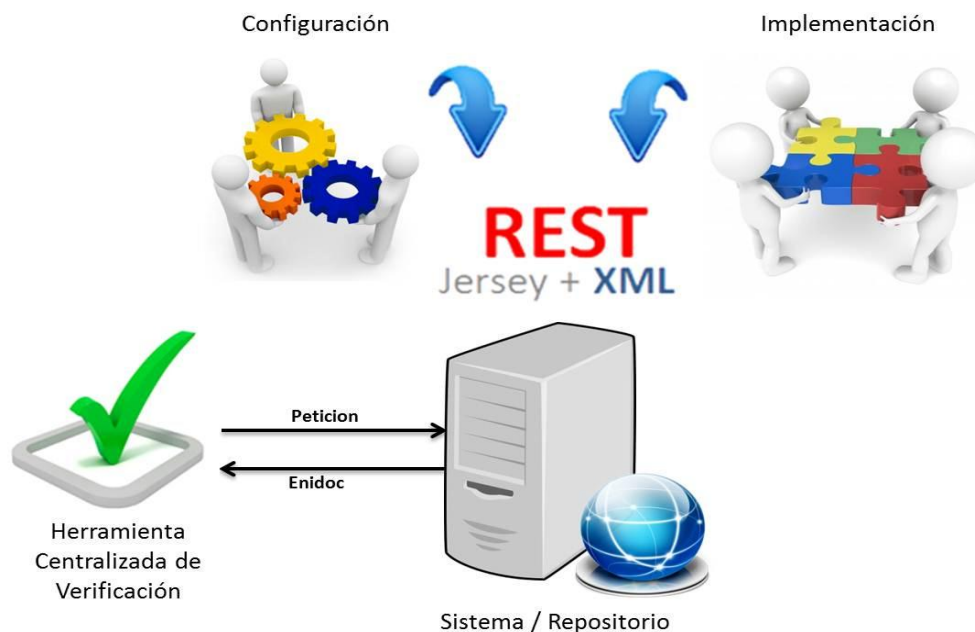 Configuración
Implementación
REST
Jersey + XML
Peticion
Enidoc
Herramienta
Centralizada de
Verificación
Sistema / Repositorio